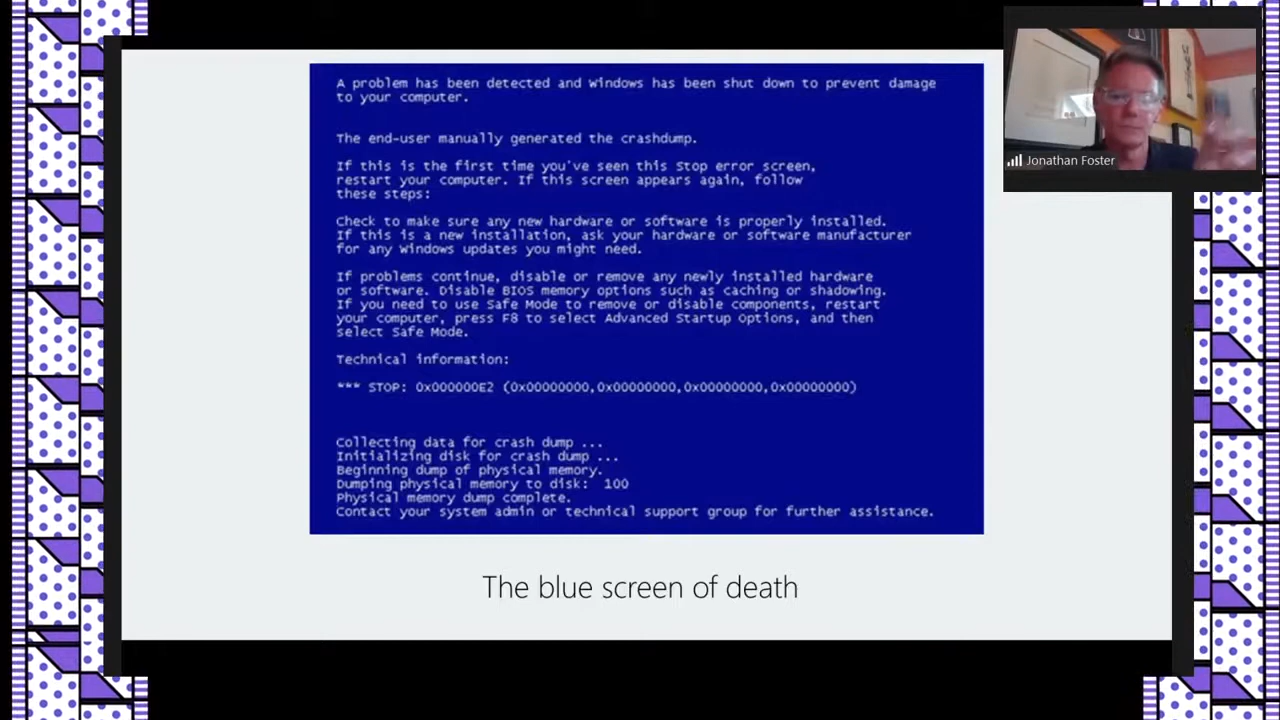 A problem has been detected and Windows has been shut down to prevent damage
to your computer.
The end-user manually generated the crashdump.
If this is the first time you've seen this Stop error screen,
restart your computer. If this screen appears again, follow
these steps:
Check to make sure any new hardware or software is properly installed.
If this is a new installation, ask your hardware or software manufacturer
for any Windows updates you might need.
If problems continue, disable or remove any newly installed hardware
or software. Disable BIOS memory options such as caching or shadowing.
If you need to use Safe Mode to remove or disable components, restart
your computer, press F8 to select Advanced Startup Options, and then
select Safe Mode.
Technical information:
*** STOP: 0x000000E2 (0x00000000,0x00000000,0x00000000,0x00000000)
Collecting data for crash dump ...
Initializing disk for crash dump ...
Beginning dump of physical memory.
Dumping physical memory to disk: 100
Physical memory dump complete.
Contact your system admin or technical support group for further assistance.
The blue screen of death
Jonathan Foster